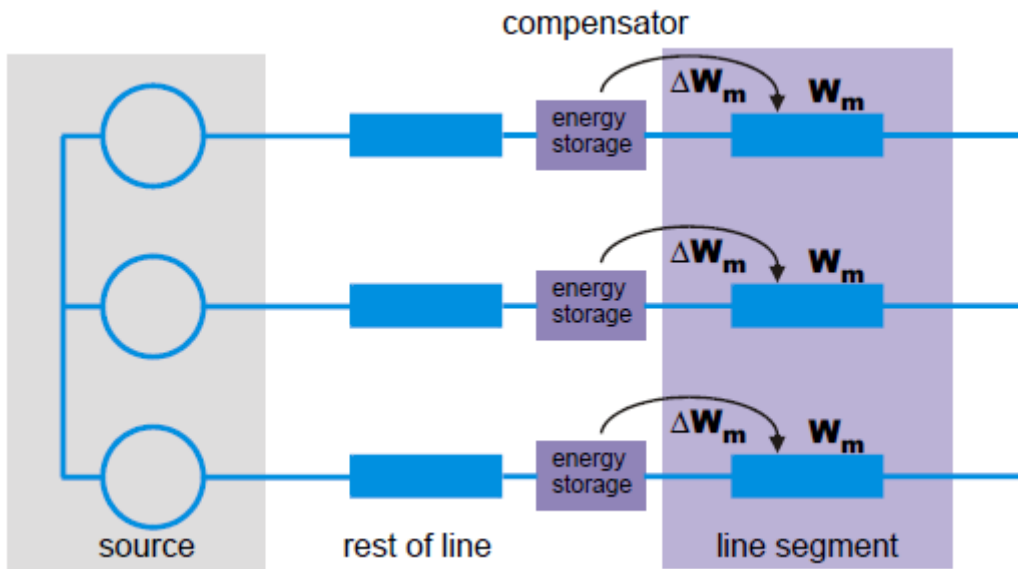 compensator
ΔWm Wm
energy
storage
ΔWm Wm
energy
storage
ΔWm Wm
energy
storage
source rest of line line segment